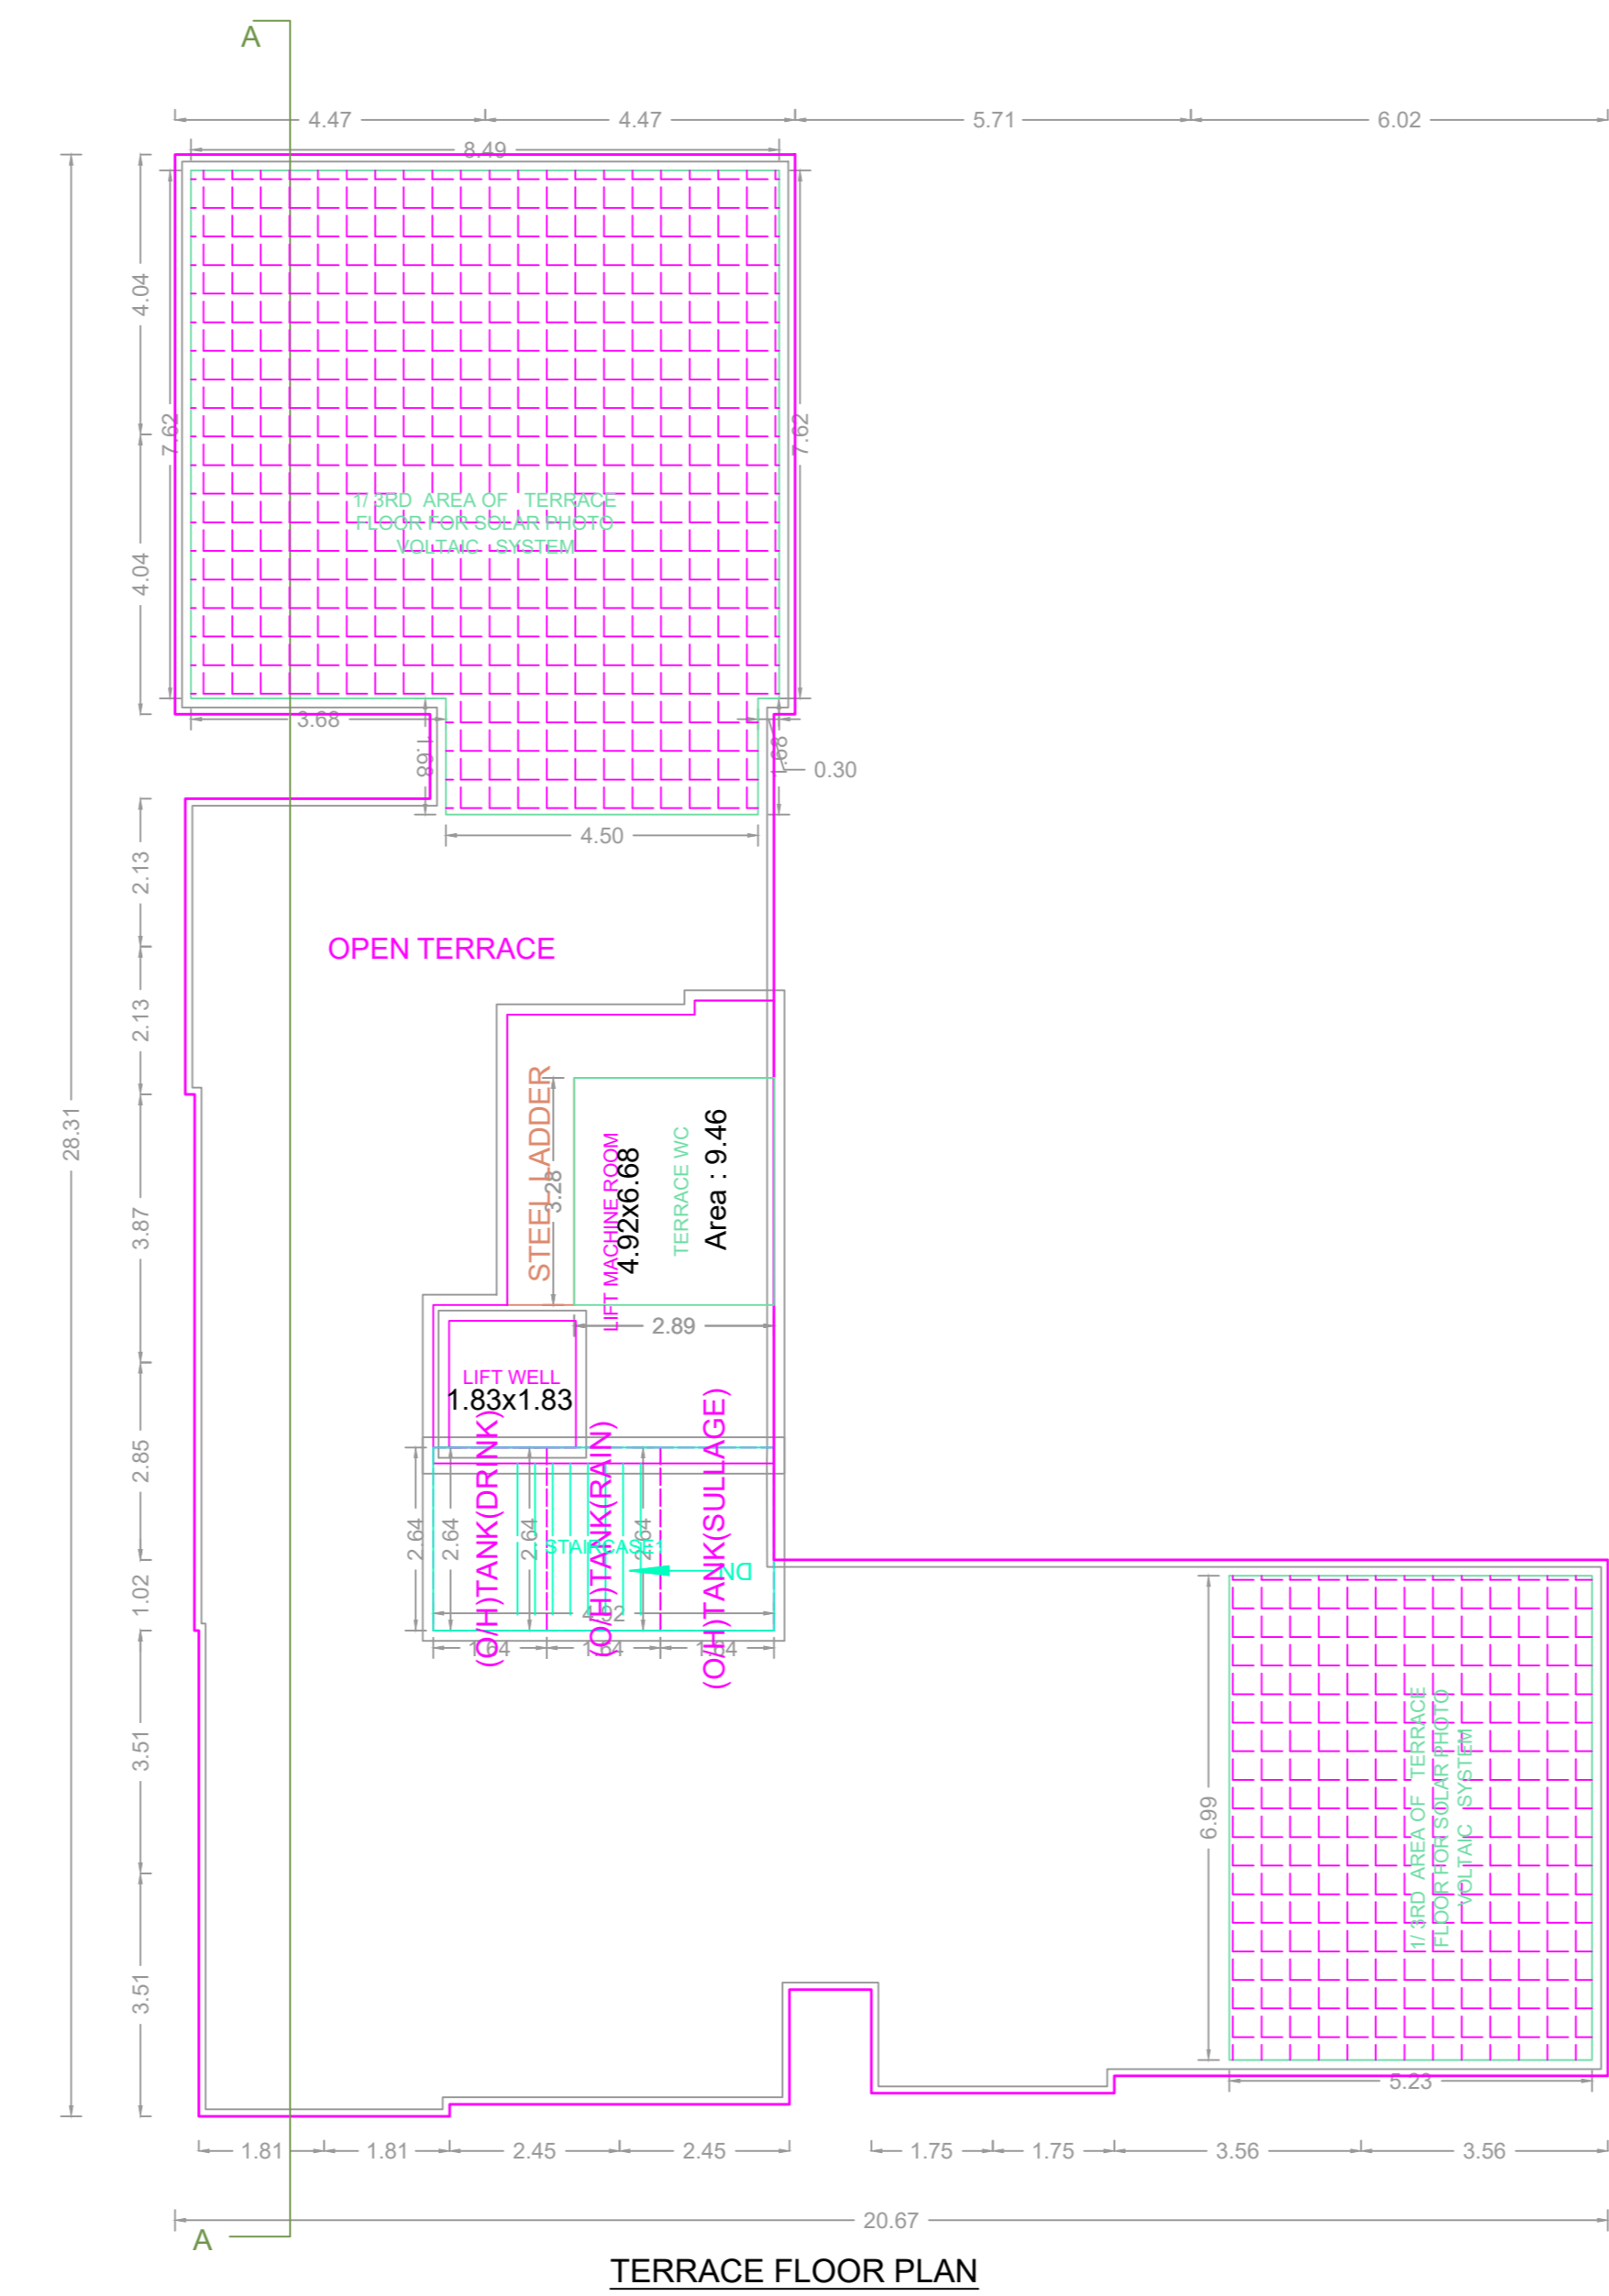 A
4.47
4.47
5.71
6.02
8.49
4.04
7.62
7.62
1/ 3RD AREA OF TERRACE
FLOOR FOR SOLAR PHOTO
VOLTAIC SYSTEM
4.04
3.68
1.68
1.68
0.30
4.50
2.13
OPEN TERRACE
2.13
28.31
STEEL LADDER
3.28
LIFT MACHINE ROOM
4.92x6.68
TERRACE WC
Area : 9.46
3.87
2.89
LIFT WELL
1.83x1.83
2.85
(O/H)TANK(DRINK)
(O/H)TANK(RAIN)
(O/H)TANK(SULLAGE)
2.64
2.64
2.64
2.64
STAIRCASE1
DN
1.02
4.92
1.64
1.64
1.64
3.51
6.99
1/ 3RD AREA OF TERRACE
FLOOR FOR SOLAR PHOTO
VOLTAIC SYSTEM
3.51
5.23
1.81
1.81
2.45
2.45
1.75
1.75
3.56
3.56
20.67
A
TERRACE FLOOR PLAN